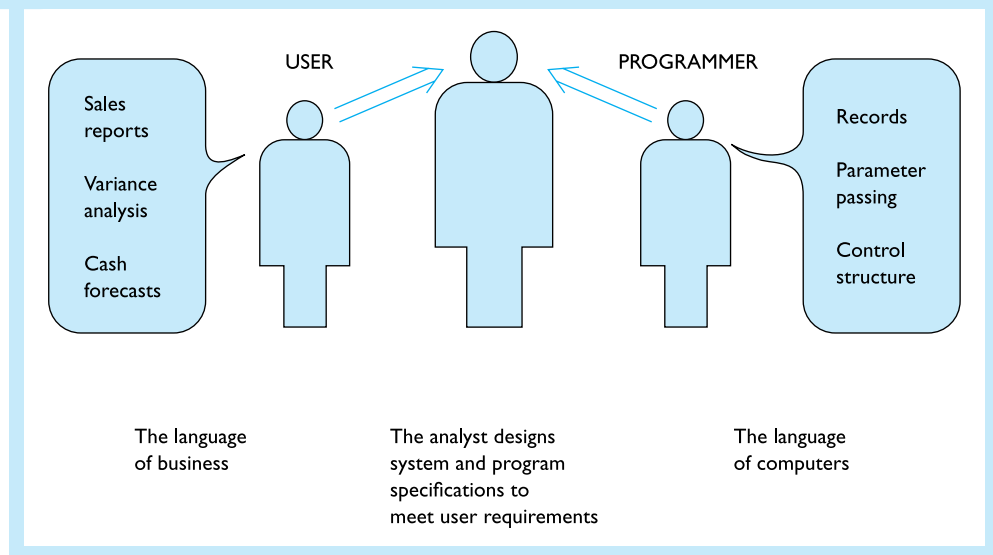 USER
PROGRAMMER
Sales
reports
Variance
analysis
Cash
forecasts
Records
Parameter
passing
Control
structure
The language
of business
The analyst designs
system and program
specifications to
meet user requirements
The language
of computers